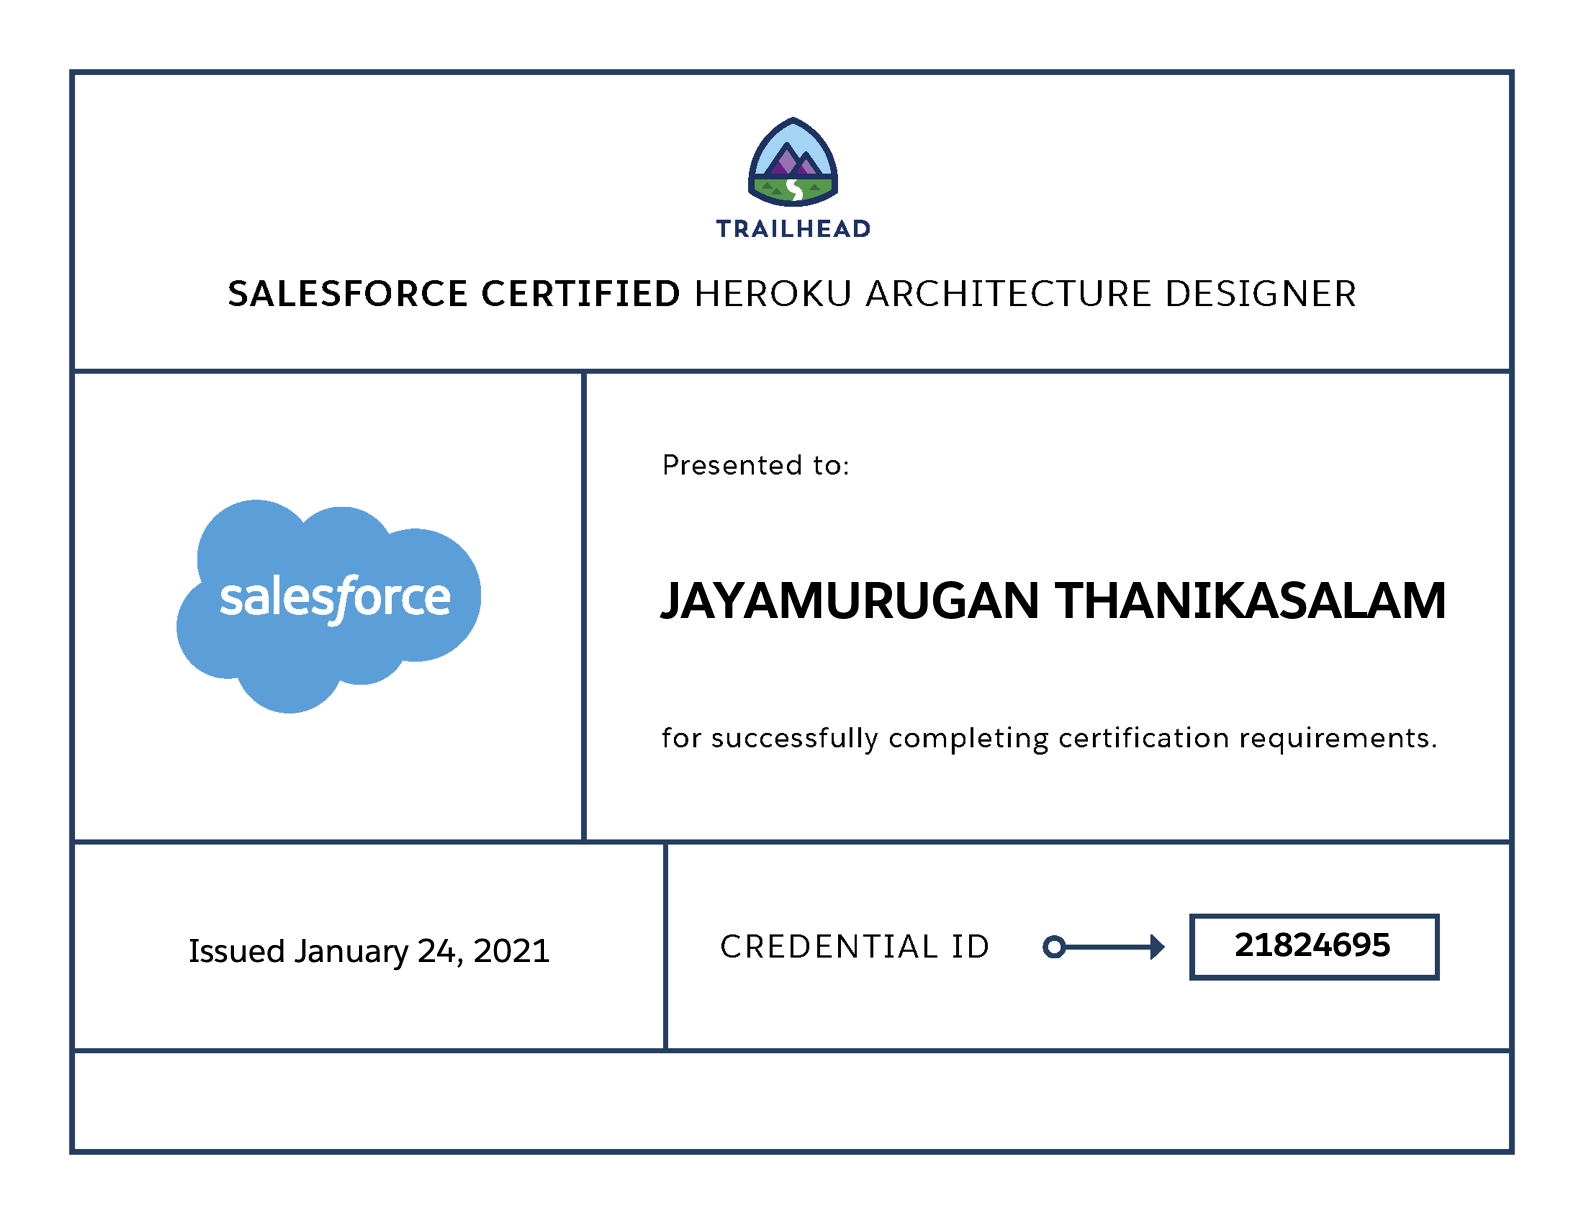 TRAILHEAD
SALESFORCE CERTIFIED HEROKU ARCHITECTURE DESIGNER
salesforce
Presented to:
JAYAMURUGAN THANIKASALAM
for successfully completing certification requirements.
Issued January 24, 2021
CREDENTIAL ID
21824695